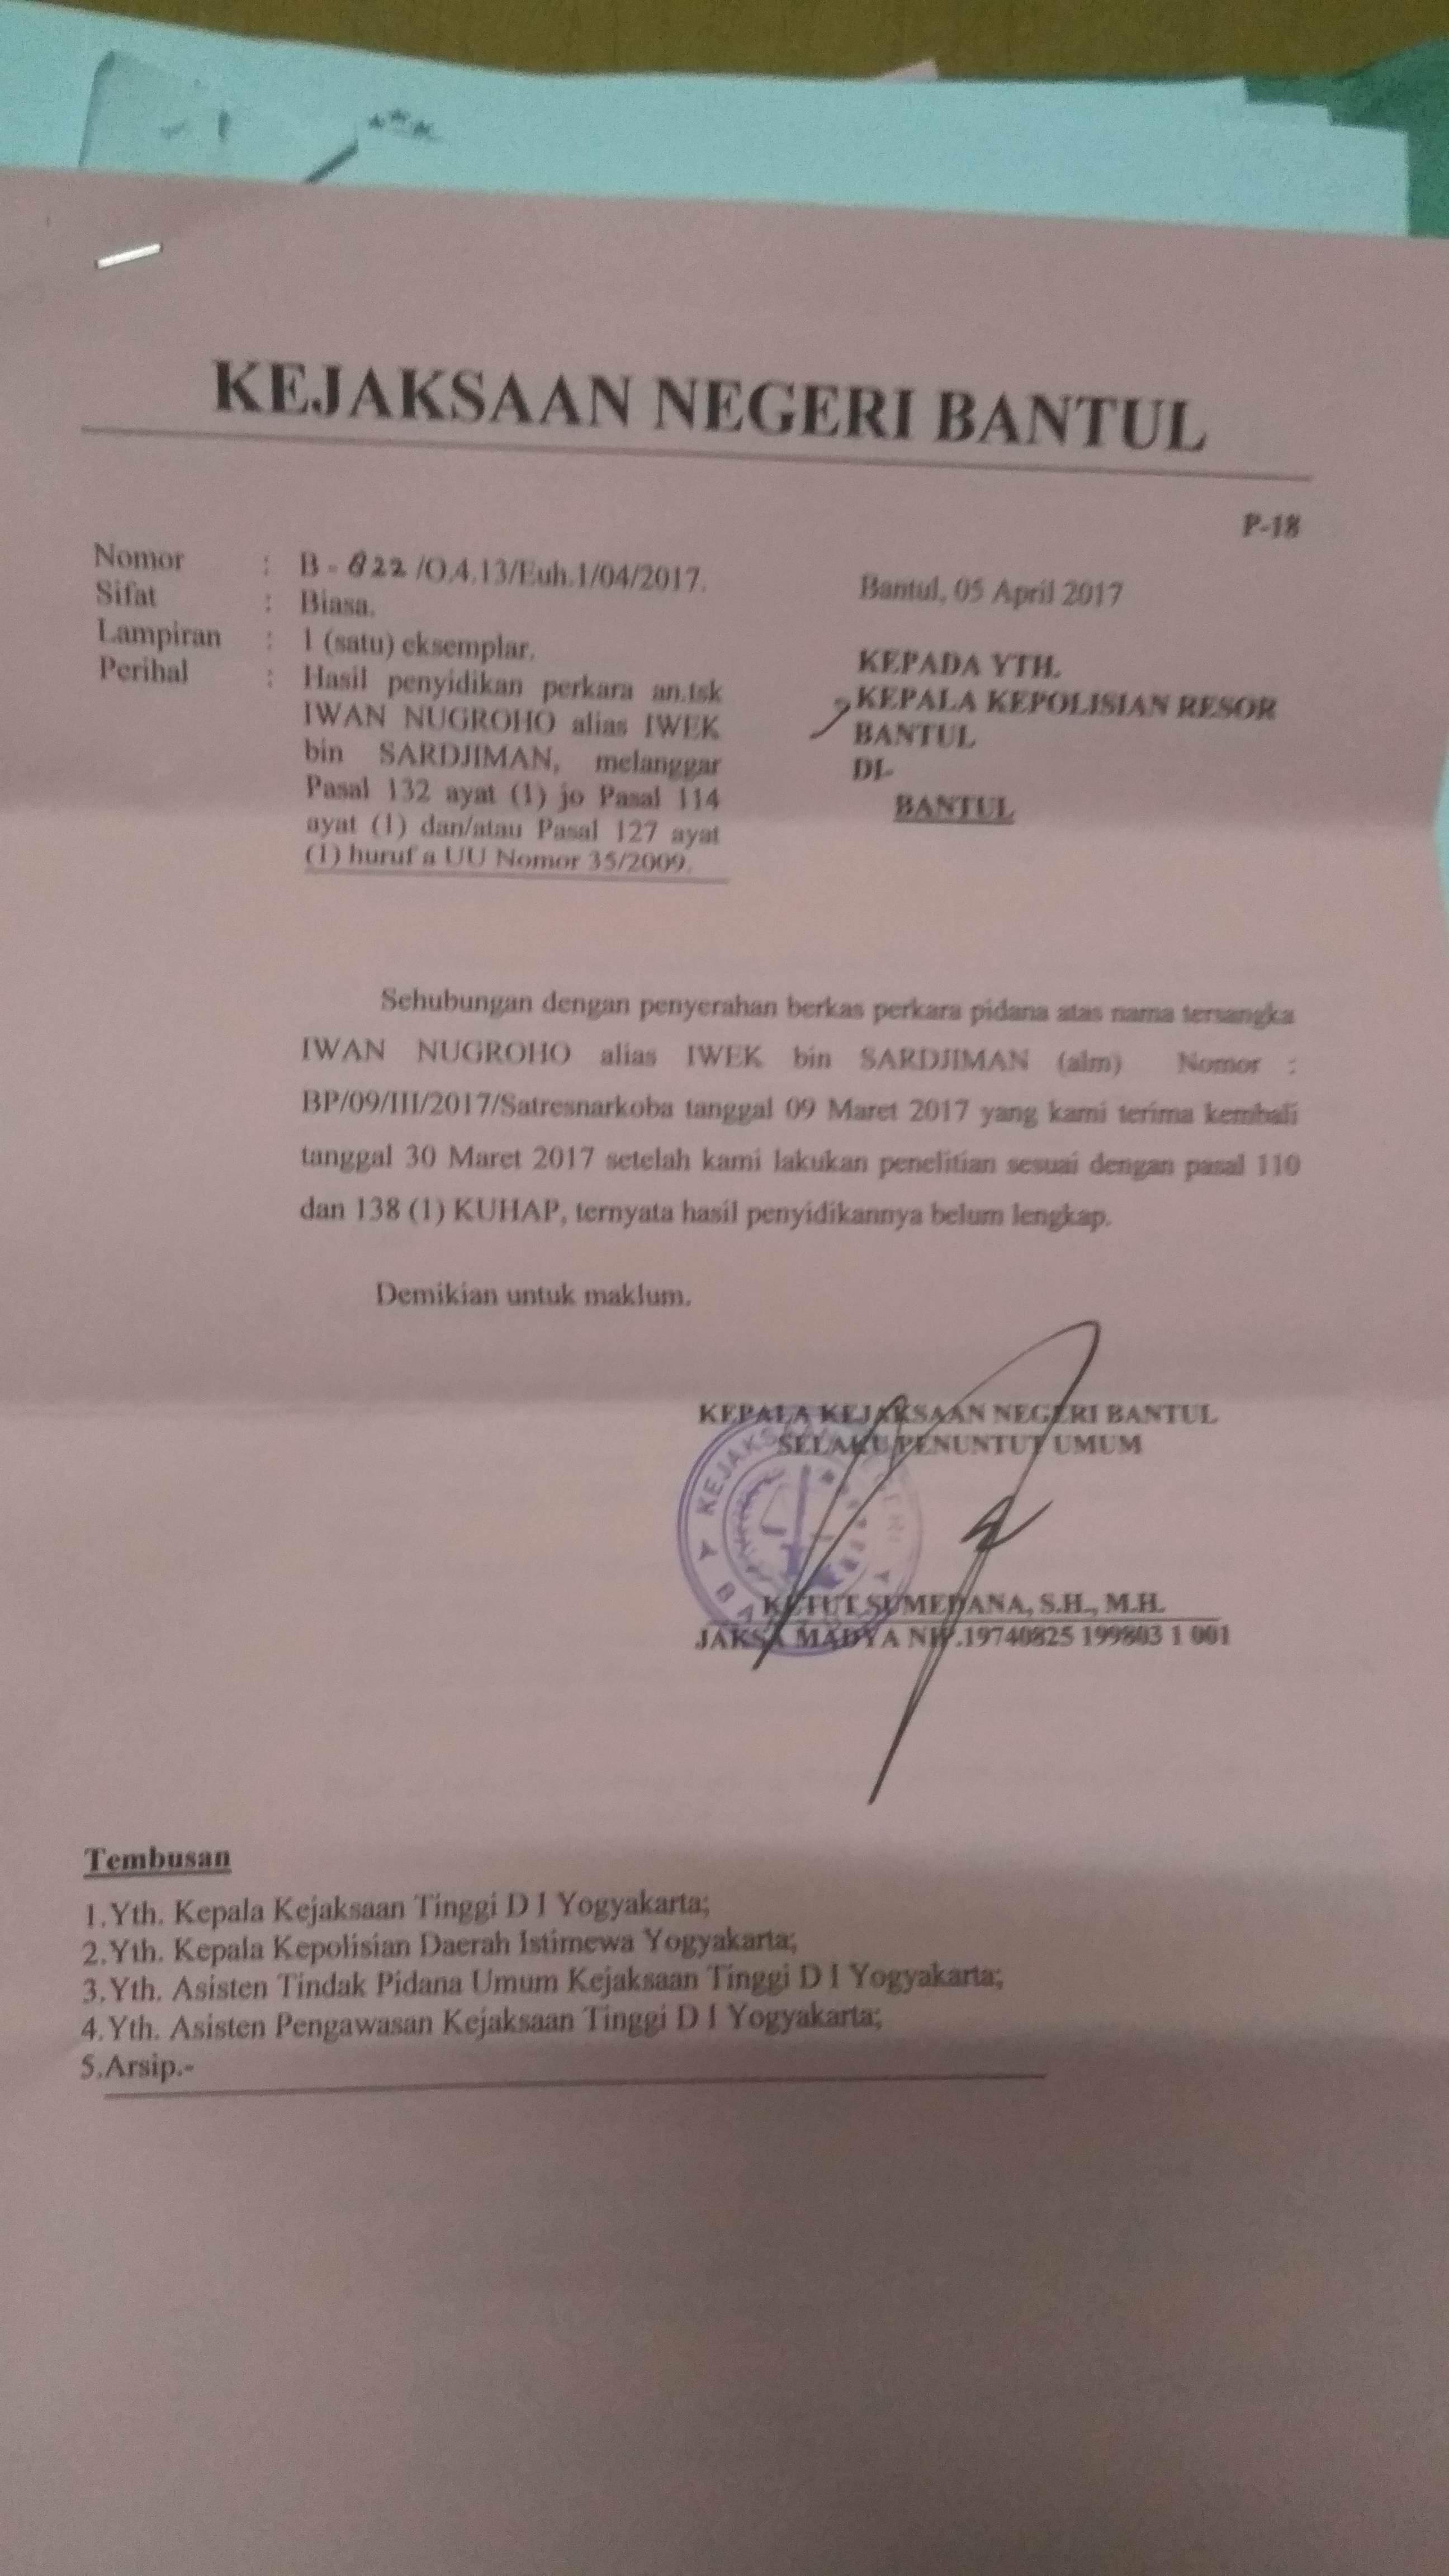 KEJAKSAAN NEGERI BANTUL
P-18
Nomor : B - 822 /O.4.13/Euh.1/04/2017.
Sifat : Biasa.
Lampiran : 1 (satu) eksemplar.
Perihal : Hasil penyidikan perkara an.tsk
IWAN NUGROHO alias IWEK
bin SARDJIMAN, melanggar
Pasal 132 ayat (1) jo Pasal 114
ayat (1) dan/atau Pasal 127 ayat
(1) huruf a UU Nomor 35/2009.
Bantul, 05 April 2017
KEPADA YTH.
KEPALA KEPOLISIAN RESOR
BANTUL
DI-
BANTUL
Sehubungan dengan penyerahan berkas perkara pidana atas nama tersangka
IWAN NUGROHO alias IWEK bin SARDJIMAN (alm) Nomor :
BP/09/III/2017/Satresnarkoba tanggal 09 Maret 2017 yang kami terima kembali
tanggal 30 Maret 2017 setelah kami lakukan penelitian sesuai dengan pasal 110
dan 138 (1) KUHAP, ternyata hasil penyidikannya belum lengkap.
Demikian untuk maklum.
KEPALA KEJAKSAAN NEGERI BANTUL
SELAKU PENUNTUT UMUM
KETUT SUMEDANA, S.H., M.H.
JAKSA MADYA NIP.19740825 199803 1 001
Tembusan
1.Yth. Kepala Kejaksaan Tinggi D I Yogyakarta;
2.Yth. Kepala Kepolisian Daerah Istimewa Yogyakarta;
3.Yth. Asisten Tindak Pidana Umum Kejaksaan Tinggi D I Yogyakarta;
4.Yth. Asisten Pengawasan Kejaksaan Tinggi D I Yogyakarta;
5.Arsip.-